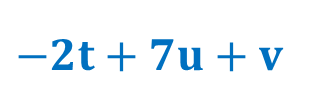 −2t + 7u + v